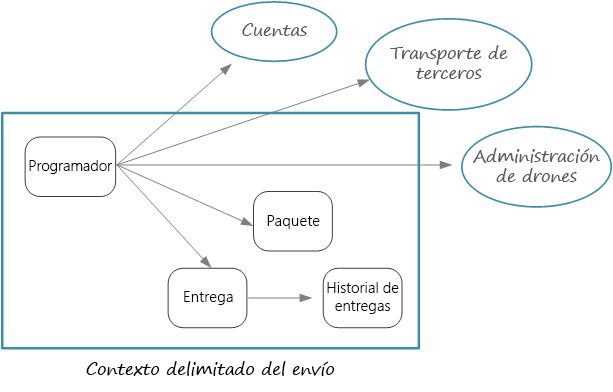 Cuentas
Transporte de
terceros
Administración
de drones
Programador
Paquete
Entrega
Historial de
entregas
Contexto delimitado del envío